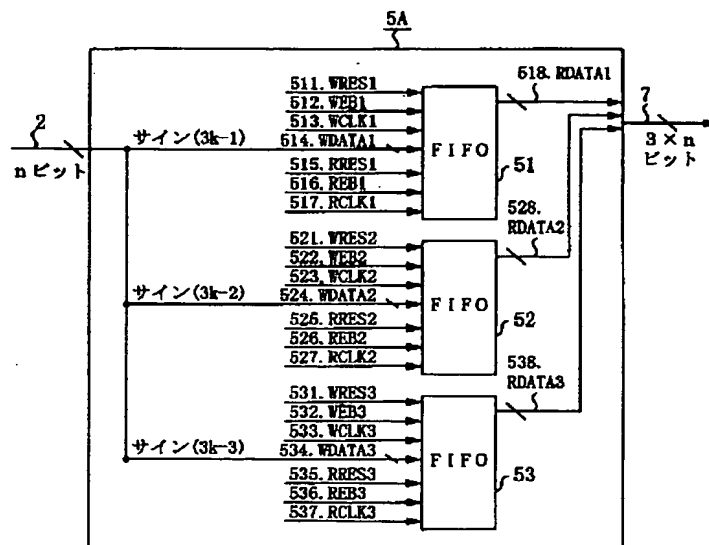 5A
511. WRES1
512. WEB1
513. WCLK1
サイン(3k-1)
514. WDATA1
515. RRES1
516. REB1
517. RCLK1
FIFO
51
518. RDATA1
2
nビット
7
3×n
ビット
521. WRES2
522. WEB2
523. WCLK2
サイン(3k-2)
524. WDATA2
525. RRES2
526. REB2
527. RCLK2
FIFO
52
528.
RDATA2
531. WRES3
532. WEB3
533. WCLK3
サイン(3k-3)
534. WDATA3
535. RRES3
536. REB3
537. RCLK3
FIFO
53
538.
RDATA3